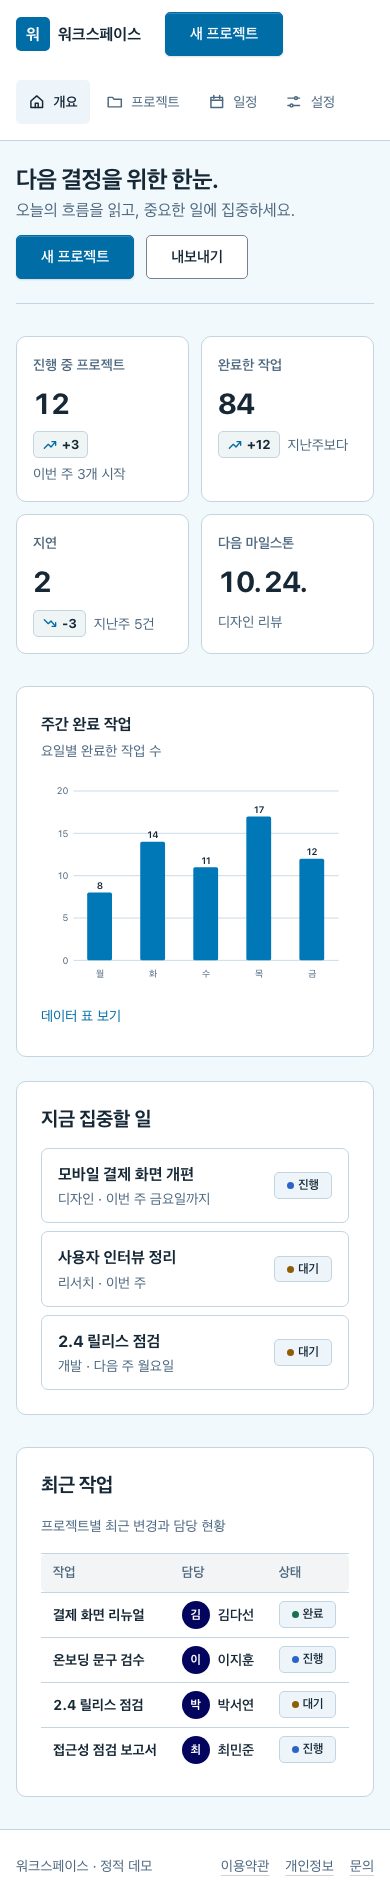 워 워크스페이스 새 프로젝트
개요 프로젝트 일정 설정
다음 결정을 위한 한눈.
오늘의 흐름을 읽고, 중요한 일에 집중하세요.
새 프로젝트 내보내기
진행 중 프로젝트
12
+3
이번 주 3개 시작
완료한 작업
84
+12 지난주보다
지연
2
-3 지난주 5건
다음 마일스톤
10.24.
디자인 리뷰
주간 완료 작업
요일별 완료한 작업 수
20
15
10
5
0
8 14 11 17 12
월 화 수 목 금
데이터 표 보기
지금 집중할 일
모바일 결제 화면 개편
디자인 · 이번 주 금요일까지
진행
사용자 인터뷰 정리
리서치 · 이번 주
대기
2.4 릴리스 점검
개발 · 다음 주 월요일
대기
최근 작업
프로젝트별 최근 변경과 담당 현황
작업 담당 상태
결제 화면 리뉴얼 김 김다선 완료
온보딩 문구 검수 이 이지훈 진행
2.4 릴리스 점검 박 박서연 대기
접근성 점검 보고서 최 최민준 진행
워크스페이스 · 정적 데모 이용약관 개인정보 문의